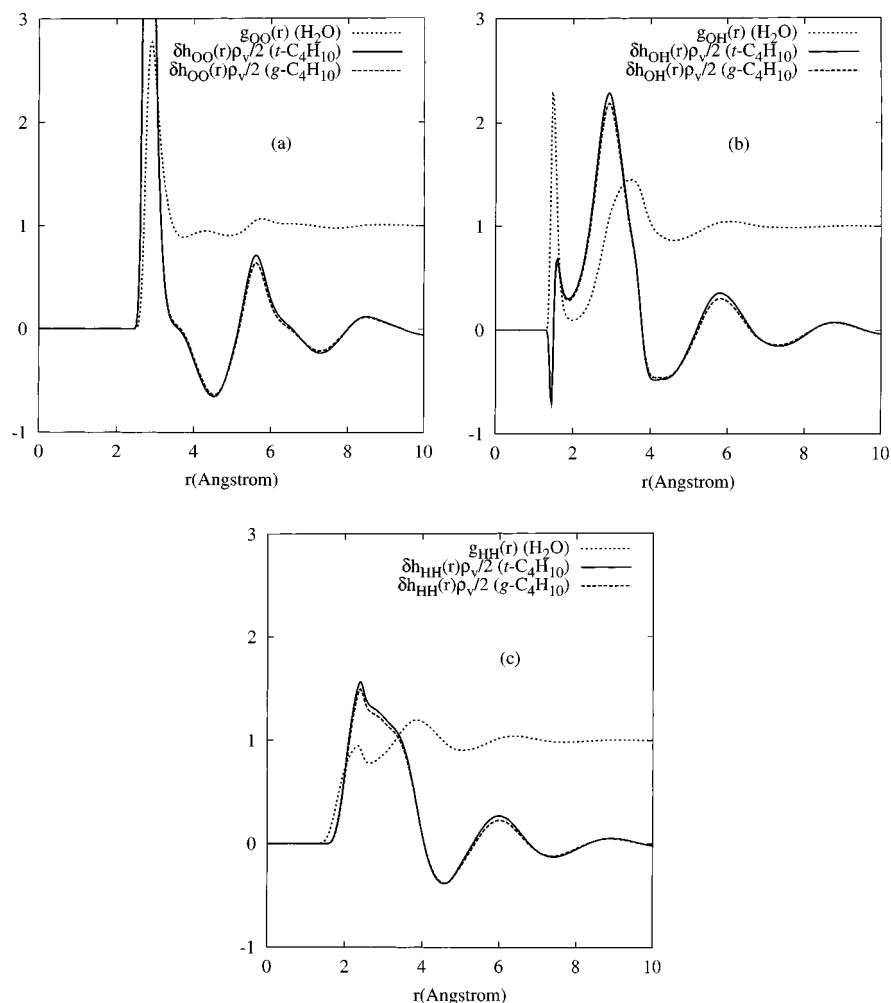 3
2
1
0
-1
g_OO(r) (H₂O)
δh_OO(r)ρ_v/2 (t-C₄H₁₀)
δh_OO(r)ρ_v/2 (g-C₄H₁₀)
(a)
0 2 4 6 8 10
r(Angstrom)
3
2
1
0
-1
g_OH(r) (H₂O)
δh_OH(r)ρ_v/2 (t-C₄H₁₀)
δh_OH(r)ρ_v/2 (g-C₄H₁₀)
(b)
0 2 4 6 8 10
r(Angstrom)
3
2
1
0
-1
g_HH(r) (H₂O)
δh_HH(r)ρ_v/2 (t-C₄H₁₀)
δh_HH(r)ρ_v/2 (g-C₄H₁₀)
(c)
0 2 4 6 8 10
r(Angstrom)